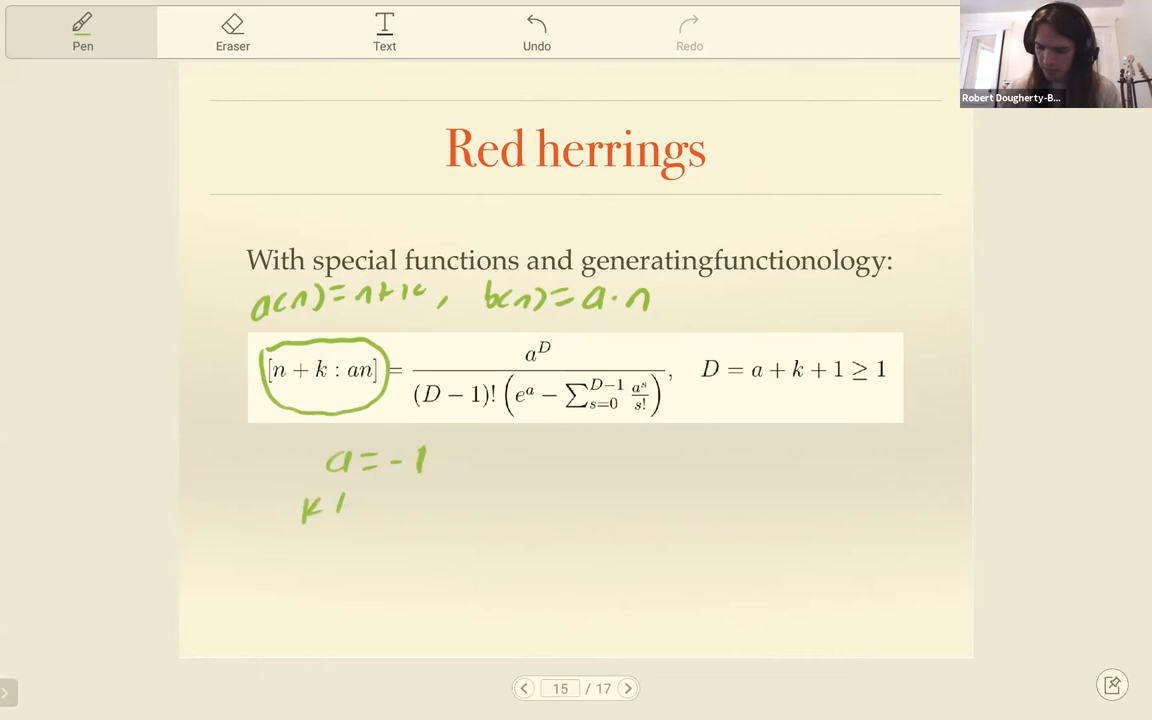 Pen Eraser Text Undo Redo
Robert Dougherty-B...
Red herrings
With special functions and generatingfunctionology:
a(n) = n+k, b(n) = a·n
[n + k : an] = a^D / ((D − 1)! (e^a − ∑_{s=0}^{D−1} a^s/s!)), D = a + k + 1 ≥ 1
a = -1
k
15 / 17